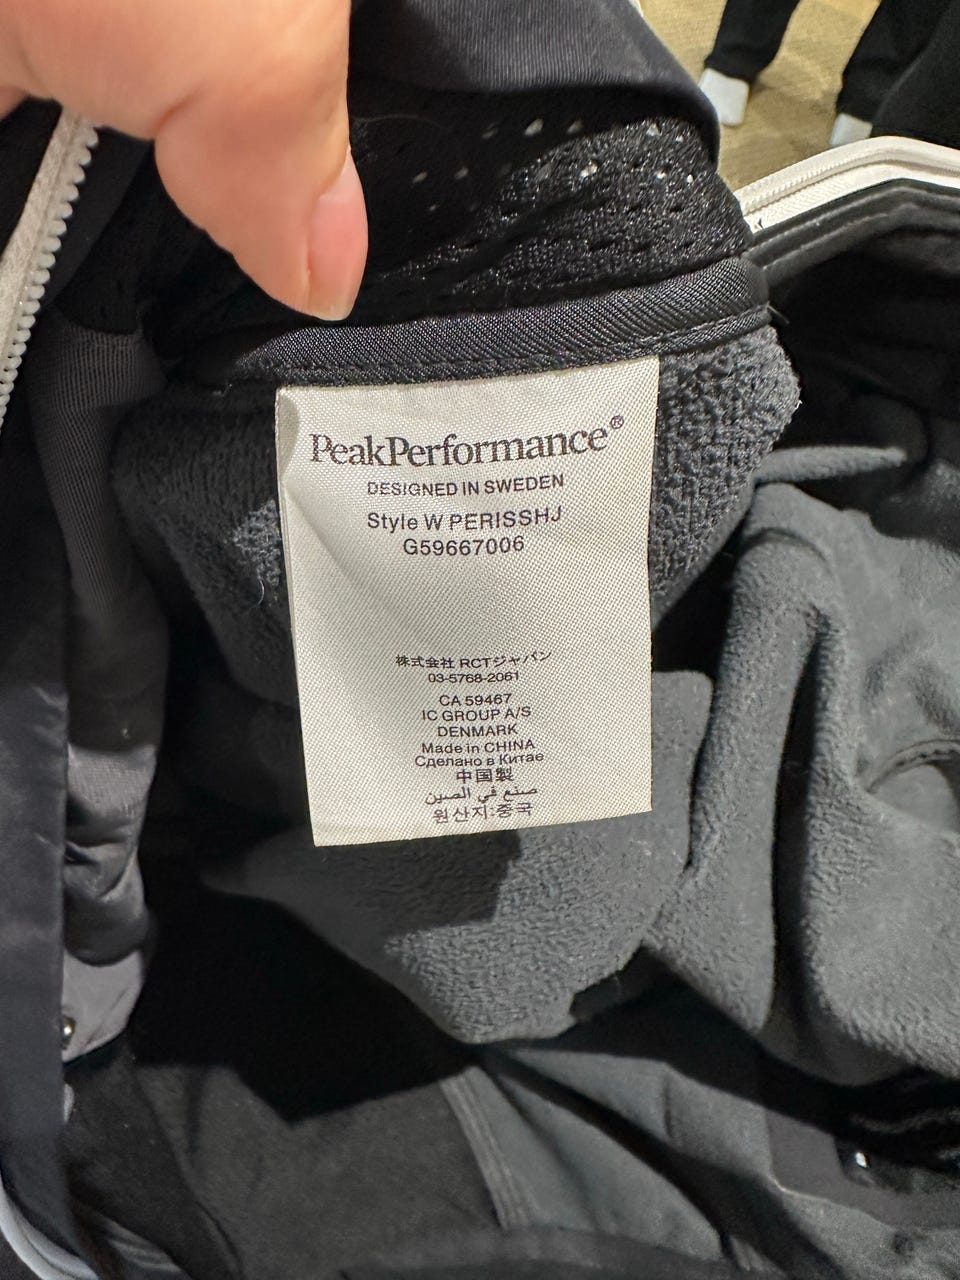 PeakPerformance®
DESIGNED IN SWEDEN
Style W PERISSHJ
G59667006
株式会社 RCTジャパン
03-5768-2061
CA 59467
IC GROUP A/S
DENMARK
Made in CHINA
Сделано в Китае
中国製
صنع في الصين
원산지:중국